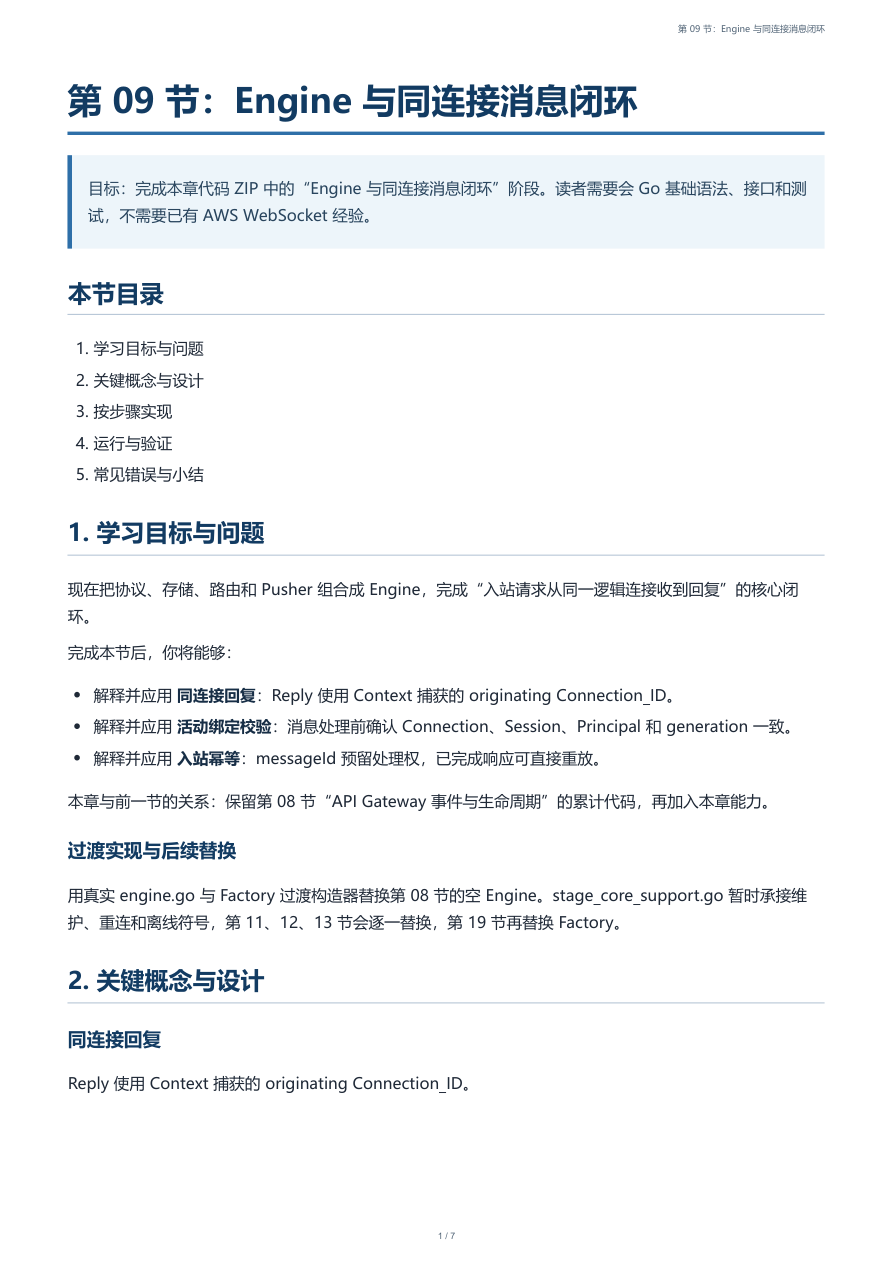 第 09 节：Engine 与同连接消息闭环
第 09 节：Engine 与同连接消息闭环
目标：完成本章代码 ZIP 中的“Engine 与同连接消息闭环”阶段。读者需要会 Go 基础语法、接口和测
试，不需要已有 AWS WebSocket 经验。
本节目录
1. 学习目标与问题
2. 关键概念与设计
3. 按步骤实现
4. 运行与验证
5. 常见错误与小结
1. 学习目标与问题
现在把协议、存储、路由和 Pusher 组合成 Engine，完成“入站请求从同一逻辑连接收到回复”的核心闭
环。
完成本节后，你将能够：
• 解释并应用 同连接回复：Reply 使用 Context 捕获的 originating Connection_ID。
• 解释并应用 活动绑定校验：消息处理前确认 Connection、Session、Principal 和 generation 一致。
• 解释并应用 入站幂等：messageId 预留处理权，已完成响应可直接重放。
本章与前一节的关系：保留第 08 节“API Gateway 事件与生命周期”的累计代码，再加入本章能力。
过渡实现与后续替换
用真实 engine.go 与 Factory 过渡构造器替换第 08 节的空 Engine。stage_core_support.go 暂时承接维
护、重连和离线符号，第 11、12、13 节会逐一替换，第 19 节再替换 Factory。
2. 关键概念与设计
同连接回复
Reply 使用 Context 捕获的 originating Connection_ID。
1 / 7